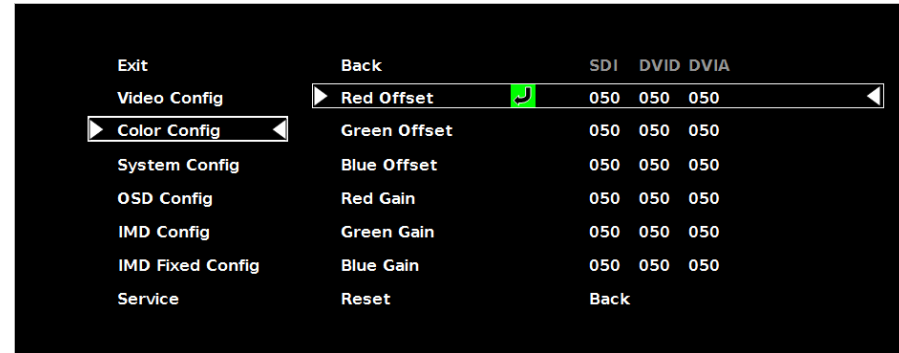 Exit Back SDI DVID DVIA
Video Config Red Offset 050 050 050
Color Config Green Offset 050 050 050
System Config Blue Offset 050 050 050
OSD Config Red Gain 050 050 050
IMD Config Green Gain 050 050 050
IMD Fixed Config Blue Gain 050 050 050
Service Reset Back